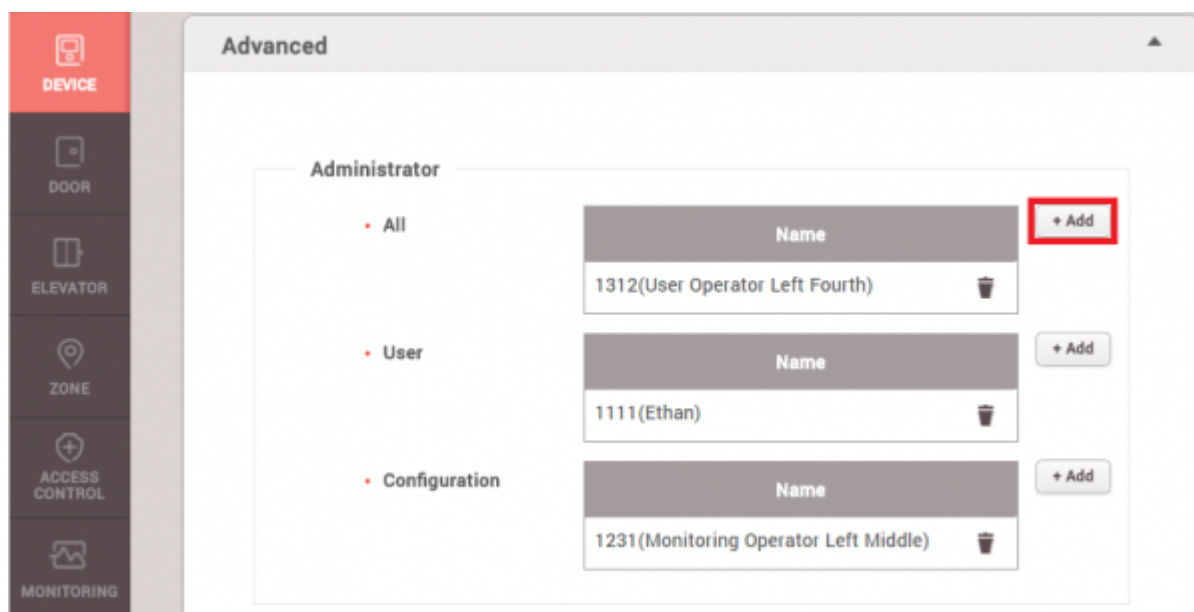 Advanced
DEVICE
DOOR
ELEVATOR
ZONE
ACCESS
CONTROL
MONITORING
Administrator
All
Name
+ Add
1312(User Operator Left Fourth)
User
Name
+ Add
1111(Ethan)
Configuration
Name
+ Add
1231(Monitoring Operator Left Middle)